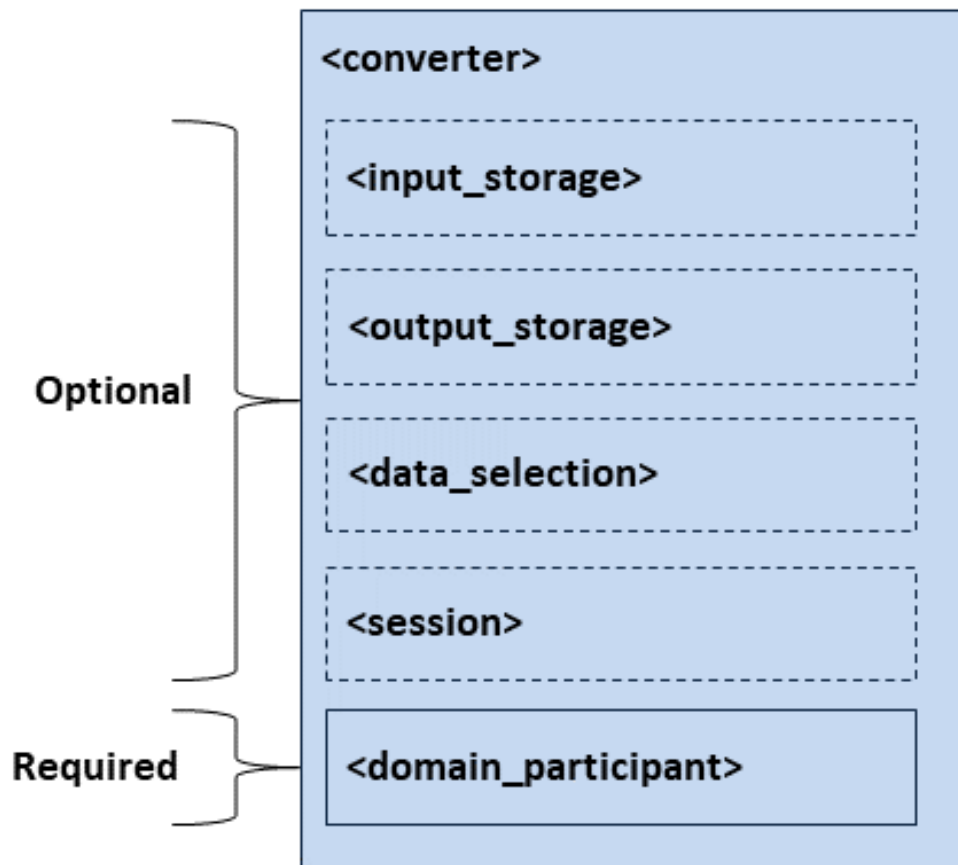 <converter>
<input_storage>
<output_storage>
Optional
<data_selection>
<session>
Required
<domain_participant>